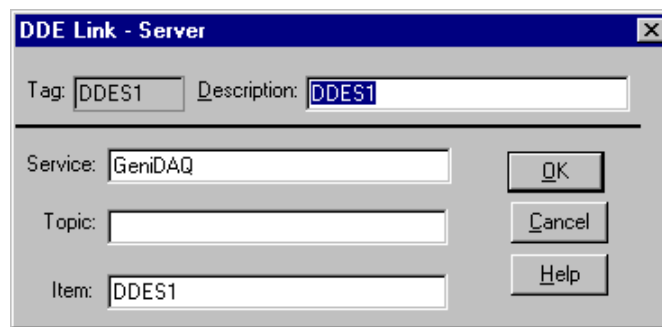 DDE Link - Server
Tag: DDES1 Description: DDES1
Service: GeniDAQ OK
Topic: Cancel
Item: DDES1 Help